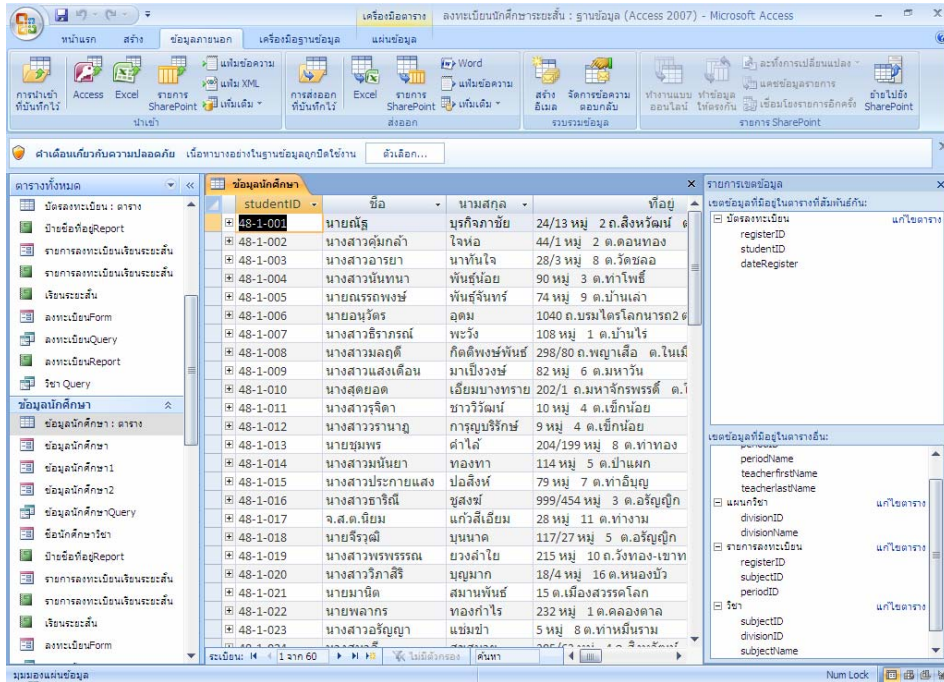 เครื่องมือตาราง
ลงทะเบียนนักศึกษาระยะสั้น : ฐานข้อมูล (Access 2007) - Microsoft Access
หน้าแรก สร้าง ข้อมูลภายนอก เครื่องมือฐานข้อมูล แผ่นข้อมูล
การนำเข้าที่บันทึกไว้ Access Excel รายการ SharePoint แฟ้มข้อความ แฟ้ม XML เพิ่มเติม
นำเข้า
การส่งออกที่บันทึกไว้ Excel รายการ SharePoint Word แฟ้มข้อความ เพิ่มเติม
ส่งออก
สร้างอีเมล จัดการข้อความตอบกลับ
รวบรวมข้อมูล
ทำงานแบบออนไลน์ ทำข้อมูลให้ตรงกัน ละทิ้งการเปลี่ยนแปลง แคชข้อมูลรายการ เชื่อมโยงรายการอีกครั้ง ย้ายไปยัง SharePoint
รายการ SharePoint
คำเตือนเกี่ยวกับความปลอดภัย เนื้อหาบางอย่างในฐานข้อมูลถูกปิดใช้งาน ตัวเลือก...
ตารางทั้งหมด
บัตรลงทะเบียน : ตาราง
ป้ายชื่อที่อยู่Report
รายการลงทะเบียนเรียนระยะสั้น
รายการลงทะเบียนเรียนระยะสั้น
เรียนระยะสั้น
ลงทะเบียนForm
ลงทะเบียนQuery
ลงทะเบียนReport
วิชา Query
ข้อมูลนักศึกษา
ข้อมูลนักศึกษา : ตาราง
ข้อมูลนักศึกษา
ข้อมูลนักศึกษา1
ข้อมูลนักศึกษา2
ข้อมูลนักศึกษาQuery
ชื่อนักศึกษาวิชา
ป้ายชื่อที่อยู่Report
รายการลงทะเบียนเรียนระยะสั้น
รายการลงทะเบียนเรียนระยะสั้น
เรียนระยะสั้น
ลงทะเบียนForm
ข้อมูลนักศึกษา
studentID ชื่อ นามสกุล ที่อยู่
48-1-001 นายณัฐ ธุรกิจภาชัย 24/13 หมู่ 2 ถ.สิงหวัฒน์
48-1-002 นางสาวคุ้มกล้า ใจห่อ 44/1 หมู่ 2 ต.ดอนทอง
48-1-003 นางสาวอารยา นาทันใจ 28/3 หมู่ 8 ต.วัดชลอ
48-1-004 นางสาวนันทนา พันธุ์น้อย 90 หมู่ 3 ต.ท่าโพธิ์
48-1-005 นายณรรถพงษ์ พันธุ์จันทร์ 74 หมู่ 9 ต.บ้านเล่า
48-1-006 นายอนุวัตร อุดม 1040 ถ.บรมไตรโลกนารถ2
48-1-007 นางสาวธิราภรณ์ พะวัง 108 หมู่ 1 ต.บ้านไร่
48-1-008 นางสาวมลฤดี กิตติพงษ์พันธ์ 298/80 ถ.พญาเสือ ต.ในเมื
48-1-009 นางสาวแสงเดือน มาเป็งวงษ์ 82 หมู่ 6 ต.มหาวัน
48-1-010 นางสุดยอด เอี่ยมบางทราย 202/1 ถ.มหาจักรพรรดิ์
48-1-011 นางสาวรุจิดา ชาววิวัฒน์ 10 หมู่ 4 ต.เข็กน้อย
48-1-012 นางสาววรานาฎ การุญบริรักษ์ 9 หมู่ 4 ต.เข็กน้อย
48-1-013 นายชุมพร คำไล้ 204/199 หมู่ 8 ต.ท่าทอง
48-1-014 นางสาวมนันยา ทองทา 114 หมู่ 5 ต.ป่าแผก
48-1-015 นางสาวประกายแสง ปอสิงห์ 79 หมู่ 7 ต.ท่าอิบุญ
48-1-016 นางสาวธาริณี ชูสงฆ์ 999/454 หมู่ 3 ต.อรัญญิก
48-1-017 จ.ส.ต.นิยม แก้วสีเอี่ยม 28 หมู่ 11 ต.ท่างาม
48-1-018 นายจีรวุฒิ บุนนาค 117/27 หมู่ 5 ต.อรัญญิก
48-1-019 นางสาวพรพรรรณ ยวงลำใย 215 หมู่ 10 ถ.วังทอง-เขาท
48-1-020 นางสาววิภาสิริ บุญมาก 18/4 หมู่ 16 ต.หนองบัว
48-1-021 นายมานิต สมานพันธ์ 15 ต.เมืองสวรรคโลก
48-1-022 นายพลากร ทองกำไร 232 หมู่ 1 ต.คลองตาล
48-1-023 นางสาวอรัญญา แช่มช่ำ 5 หมู่ 8 ต.ท่าหมื่นราม
ระเบียน: 1 จาก 60 ไม่มีตัวกรอง ค้นหา
รายการเขตข้อมูล
เขตข้อมูลที่มีอยู่ในตารางที่สัมพันธ์กัน:
บัตรลงทะเบียน แก้ไขตาราง
registerID
studentID
dateRegister
เขตข้อมูลที่มีอยู่ในตารางอื่น:
periodName
teacherfirstName
teacherlastName
แผนกวิชา แก้ไขตาราง
divisionID
divisionName
รายการลงทะเบียน แก้ไขตาราง
registerID
subjectID
periodID
วิชา แก้ไขตาราง
subjectID
divisionID
subjectName
มุมมองแผ่นข้อมูล Num Lock